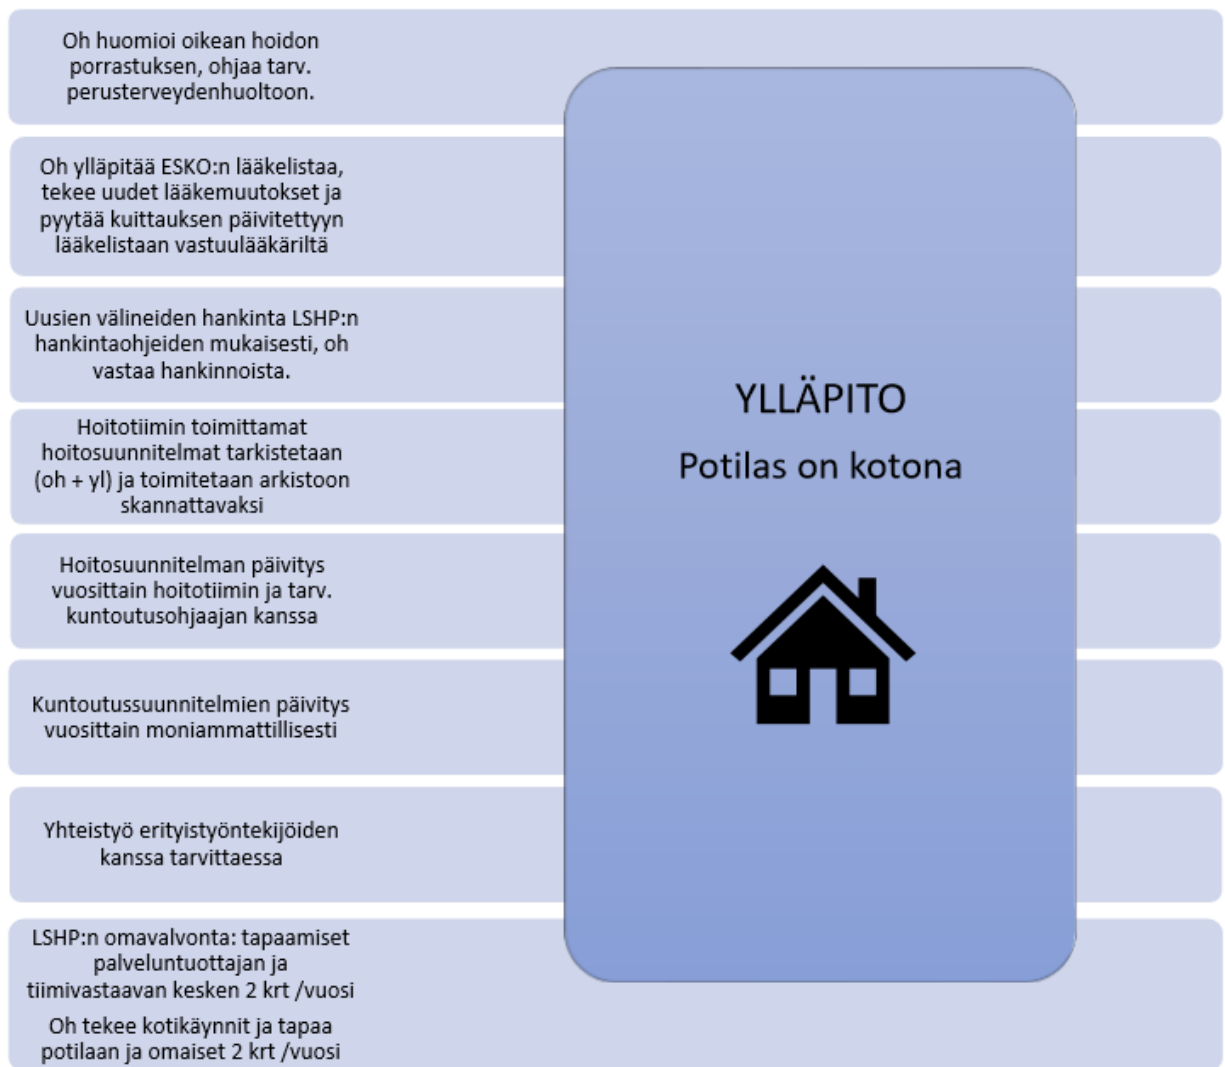 Oh huomioi oikean hoidon
porrastuksen, ohjaa tarv.
perusterveydenhuoltoon.
Oh ylläpitää ESKO:n lääkelistaa,
tekee uudet lääkemuutokset ja
pyytää kuittauksen päivitettyyn
lääkelistaan vastuulääkäriltä
Uusien välineiden hankinta LSHP:n
hankintaohjeiden mukaisesti, oh
vastaa hankinnoista.
Hoitotiimin toimittamat
hoitosuunnitelmat tarkistetaan
(oh + yl) ja toimitetaan arkistoon
skannattavaksi
Hoitosuunnitelman päivitys
vuosittain hoitotiimin ja tarv.
kuntoutusohjaajan kanssa
Kuntoutussuunnitelmien päivitys
vuosittain moniammattillisesti
Yhteistyö erityistyöntekijöiden
kanssa tarvittaessa
LSHP:n omavalvonta: tapaamiset
palveluntuottajan ja
tiimivastaavan kesken 2 krt /vuosi
Oh tekee kotikäynnit ja tapaa
potilaan ja omaiset 2 krt /vuosi
YLLÄPITO
Potilas on kotona